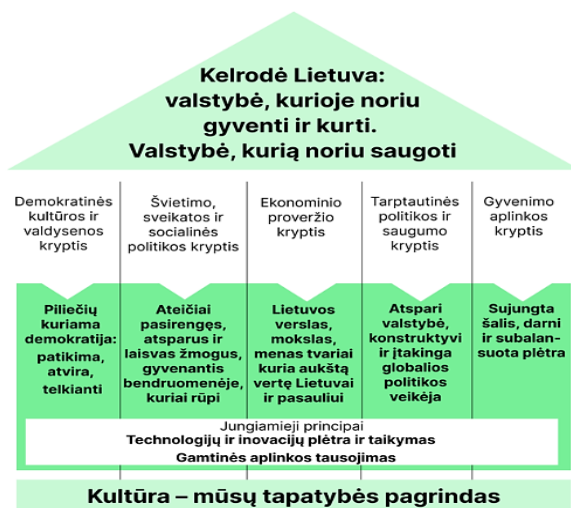 Kelrodė Lietuva:
valstybė, kurioje noriu
gyventi ir kurti.
Valstybė, kurią noriu saugoti
Demokratinės
kultūros ir
valdysenos
kryptis
Švietimo,
sveikatos ir
socialinės
politikos kryptis
Ekonominio
proveržio
kryptis
Tarptautinės
politikos ir
saugumo
kryptis
Gyvenimo
aplinkos
kryptis
Piliečių
kuriama
demokratija:
patikima,
atvira,
telkianti
Ateičiai
pasirengęs,
atsparus ir
laisvas žmogus,
gyvenantis
bendruomenėje,
kuriai rūpi
Lietuvos
verslas,
mokslas,
menas tvariai
kuria aukštą
vertę Lietuvai
ir pasauliui
Atspari
valstybė,
konstruktyvi
ir įtakinga
globalios
politikos
veikėja
Sujungta
šalis, darni
ir subalan-
suota plėtra
Jungiamieji principai
Technologijų ir inovacijų plėtra ir taikymas
Gamtinės aplinkos tausojimas
Kultūra – mūsų tapatybės pagrindas